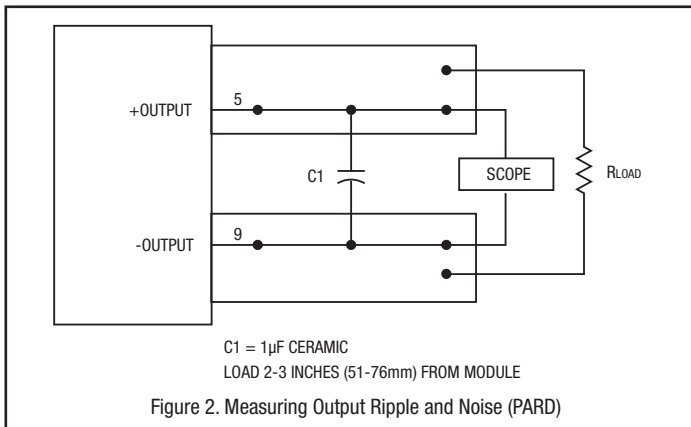 5
+OUTPUT
C1
SCOPE
RLOAD
9
-OUTPUT
C1 = 1µF CERAMIC
LOAD 2-3 INCHES (51-76mm) FROM MODULE
Figure 2. Measuring Output Ripple and Noise (PARD)